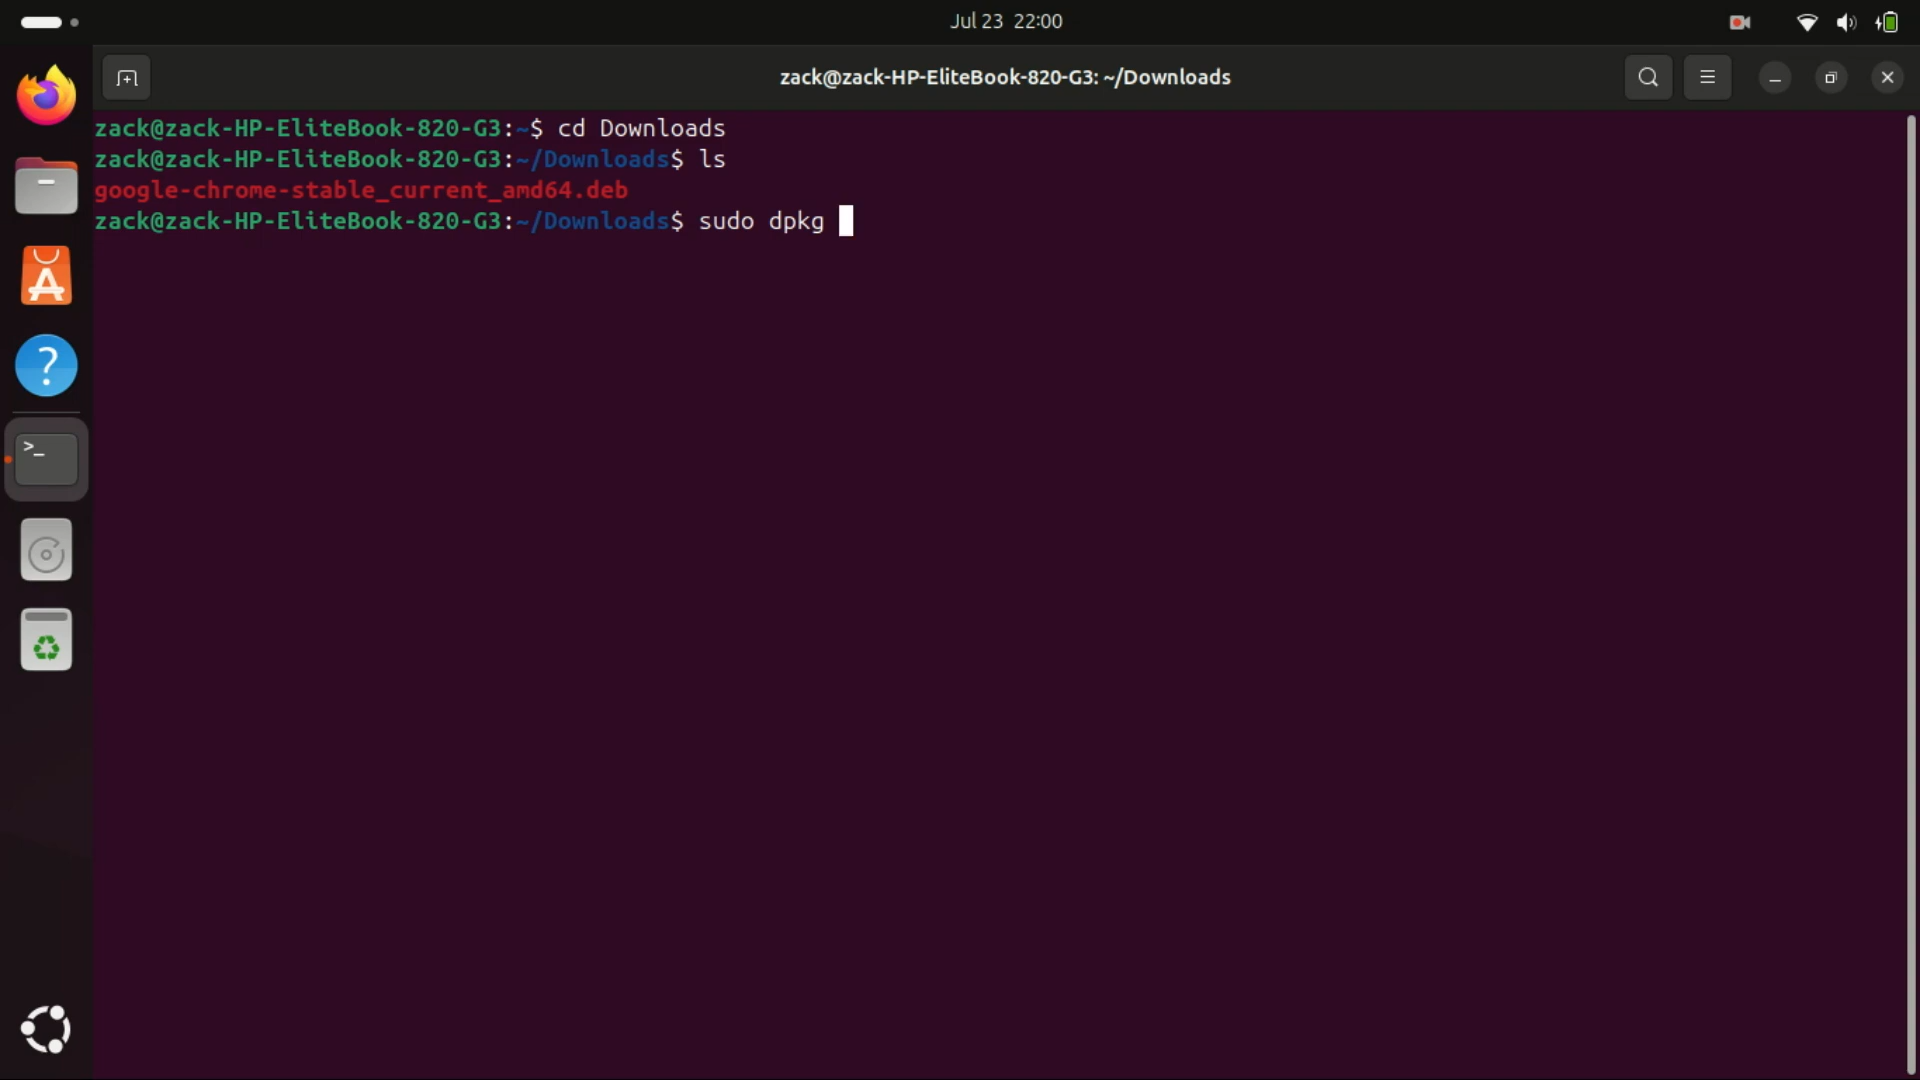 Jul 23 22:00
zack@zack-HP-EliteBook-820-G3: ~/Downloads
zack@zack-HP-EliteBook-820-G3:~$ cd Downloads
zack@zack-HP-EliteBook-820-G3:~/Downloads$ ls
google-chrome-stable_current_amd64.deb
zack@zack-HP-EliteBook-820-G3:~/Downloads$ sudo dpkg